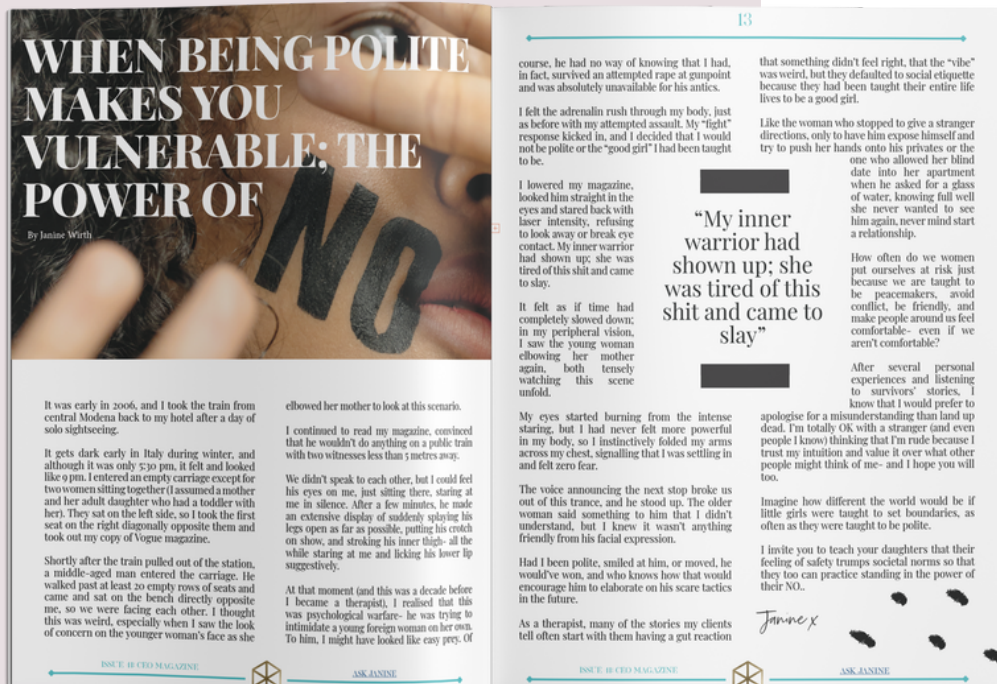 WHEN BEING POLITE
MAKES YOU
VULNERABLE; THE
POWER OF
NO
By Janine Wirth
It was early in 2006, and I took the train from
central Modena back to my hotel after a day of
solo sightseeing.
It gets dark early in Italy during winter, and
although it was only 5:30 pm, it felt and looked
like 9 pm. I entered an empty carriage except for
two women sitting together (I assumed a mother
and her adult daughter who had a toddler with
her). They sat on the left side, so I took the first
seat on the right diagonally opposite them and
took out my copy of Vogue magazine.
Shortly after the train pulled out of the station,
a middle-aged man entered the carriage. He
walked past at least 20 empty rows of seats and
came and sat on the bench directly opposite
me, so we were facing each other. I thought
this was weird, especially when I saw the look
of concern on the younger woman's face as she
elbowed her mother to look at this scenario.
I continued to read my magazine, convinced
that he wouldn't do anything on a public train
with two witnesses less than 5 metres away.
We didn't speak to each other, but I could feel
his eyes on me, just sitting there, staring at
me in silence. After a few minutes, he made
an extensive display of suddenly splaying his
legs open as far as possible, putting his crotch
on show, and stroking his inner thigh- all the
while staring at me and licking his lower lip
suggestively.
At that moment (and this was a decade before
I became a therapist), I realised that this
was psychological warfare- he was trying to
intimidate a young foreign woman on her own.
To him, I might have looked like easy prey. Of
ISSUE 18 CEO MAGAZINE
ASK JANINE
13
course, he had no way of knowing that I had,
in fact, survived an attempted rape at gunpoint
and was absolutely unavailable for his antics.
I felt the adrenalin rush through my body, just
as before with my attempted assault. My “fight”
response kicked in, and I decided that I would
not be polite or the “good girl” I had been taught
to be.
I lowered my magazine,
looked him straight in the
eyes and stared back with
laser intensity, refusing
to look away or break eye
contact. My inner warrior
had shown up; she was
tired of this shit and came
to slay.
It felt as if time had
completely slowed down;
in my peripheral vision,
I saw the young woman
elbowing her mother
again, both tensely
watching this scene
unfold.
My eyes started burning from the intense
staring, but I had never felt more powerful
in my body, so I instinctively folded my arms
across my chest, signalling that I was settling in
and felt zero fear.
The voice announcing the next stop broke us
out of this trance, and he stood up. The older
woman said something to him that I didn't
understand, but I knew it wasn't anything
friendly from his facial expression.
Had I been polite, smiled at him, or moved, he
would've won, and who knows how that would
encourage him to elaborate on his scare tactics
in the future.
As a therapist, many of the stories my clients
tell often start with them having a gut reaction
“My inner
warrior had
shown up; she
was tired of this
shit and came to
slay”
that something didn't feel right, that the “vibe”
was weird, but they defaulted to social etiquette
because they had been taught their entire life
lives to be a good girl.
Like the woman who stopped to give a stranger
directions, only to have him expose himself and
try to push her hands onto his privates or the
one who allowed her blind
date into her apartment
when he asked for a glass
of water, knowing full well
she never wanted to see
him again, never mind start
a relationship.
How often do we women
put ourselves at risk just
because we are taught to
be peacemakers, avoid
conflict, be friendly, and
make people around us feel
comfortable- even if we
aren't comfortable?
After several personal
experiences and listening
to survivors' stories, I
know that I would prefer to
apologise for a misunderstanding than land up
dead. I'm totally OK with a stranger (and even
people I know) thinking that I'm rude because I
trust my intuition and value it over what other
people might think of me- and I hope you will
too.
Imagine how different the world would be if
little girls were taught to set boundaries, as
often as they were taught to be polite.
I invite you to teach your daughters that their
feeling of safety trumps societal norms so that
they too can practice standing in the power of
their NO..
Janine x
ISSUE 18 CEO MAGAZINE
ASK JANINE